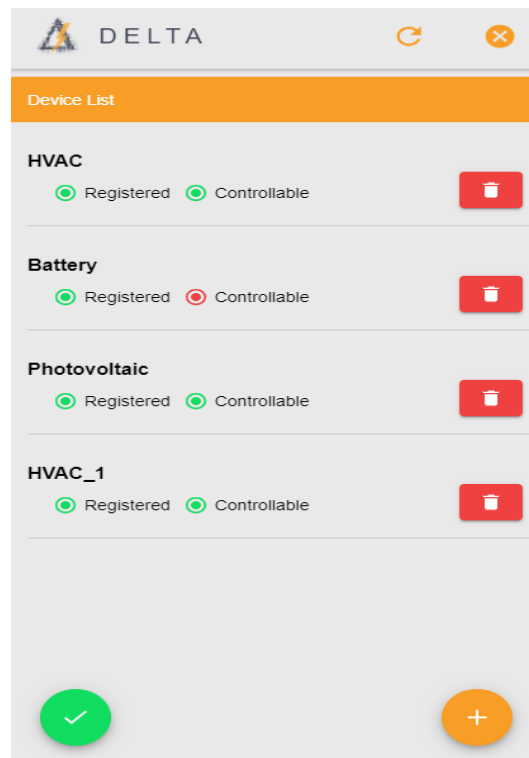 DELTA
Device List
HVAC
Registered Controllable
Battery
Registered Controllable
Photovoltaic
Registered Controllable
HVAC_1
Registered Controllable